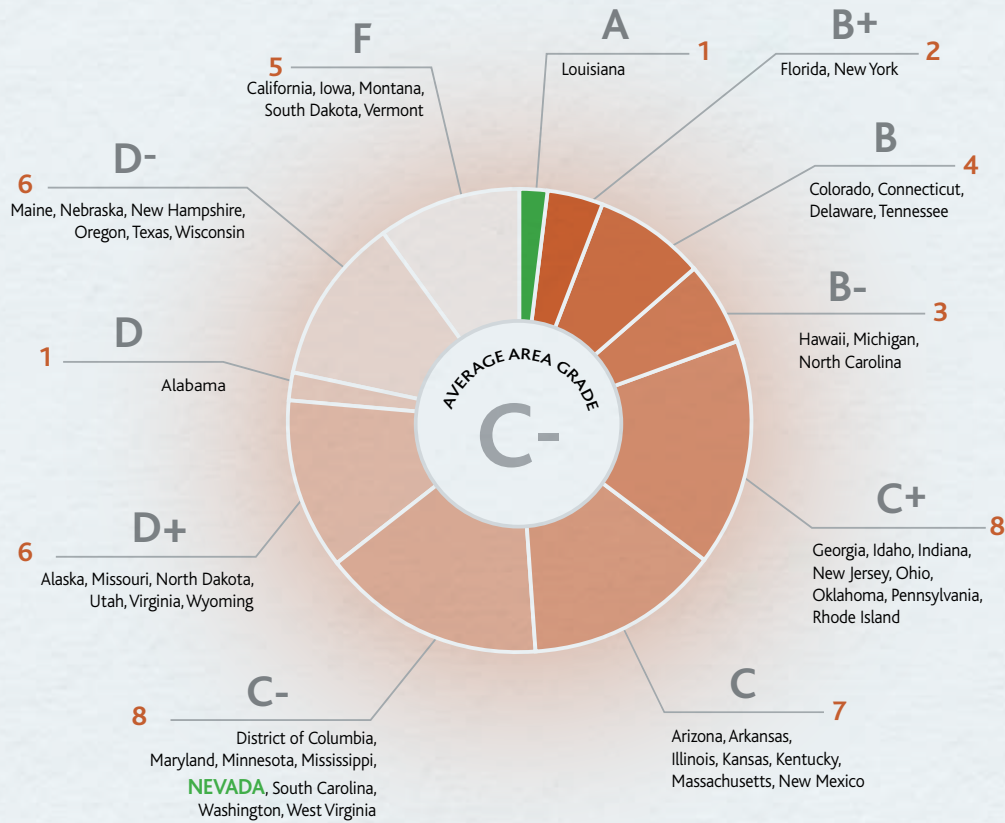 A
1
Louisiana
B+
2
Florida, New York
B
4
Colorado, Connecticut,
Delaware, Tennessee
B-
3
Hawaii, Michigan,
North Carolina
C+
8
Georgia, Idaho, Indiana,
New Jersey, Ohio,
Oklahoma, Pennsylvania,
Rhode Island
C
7
Arizona, Arkansas,
Illinois, Kansas, Kentucky,
Massachusetts, New Mexico
C-
8
District of Columbia,
Maryland, Minnesota, Mississippi,
NEVADA, South Carolina,
Washington, West Virginia
D+
6
Alaska, Missouri, North Dakota,
Utah, Virginia, Wyoming
D
1
Alabama
D-
6
Maine, Nebraska, New Hampshire,
Oregon, Texas, Wisconsin
F
5
California, Iowa, Montana,
South Dakota, Vermont
AVERAGE AREA GRADE
C-